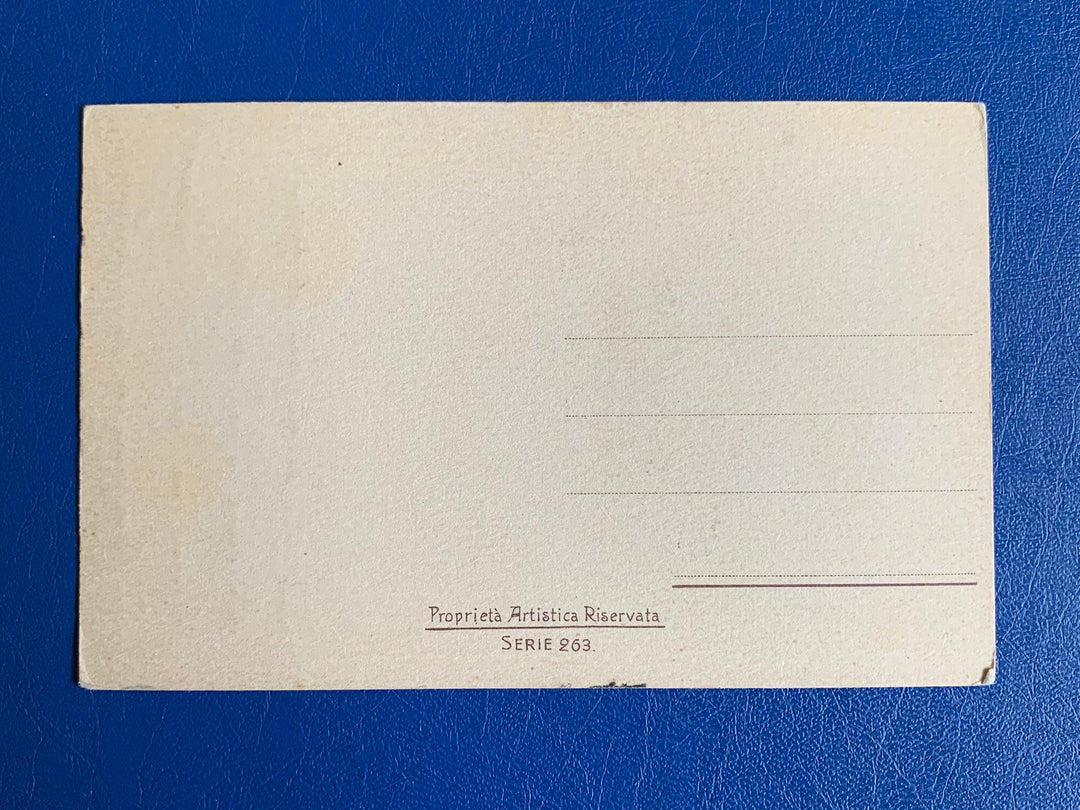 Proprietà Artistica Riservata
SERIE 263.